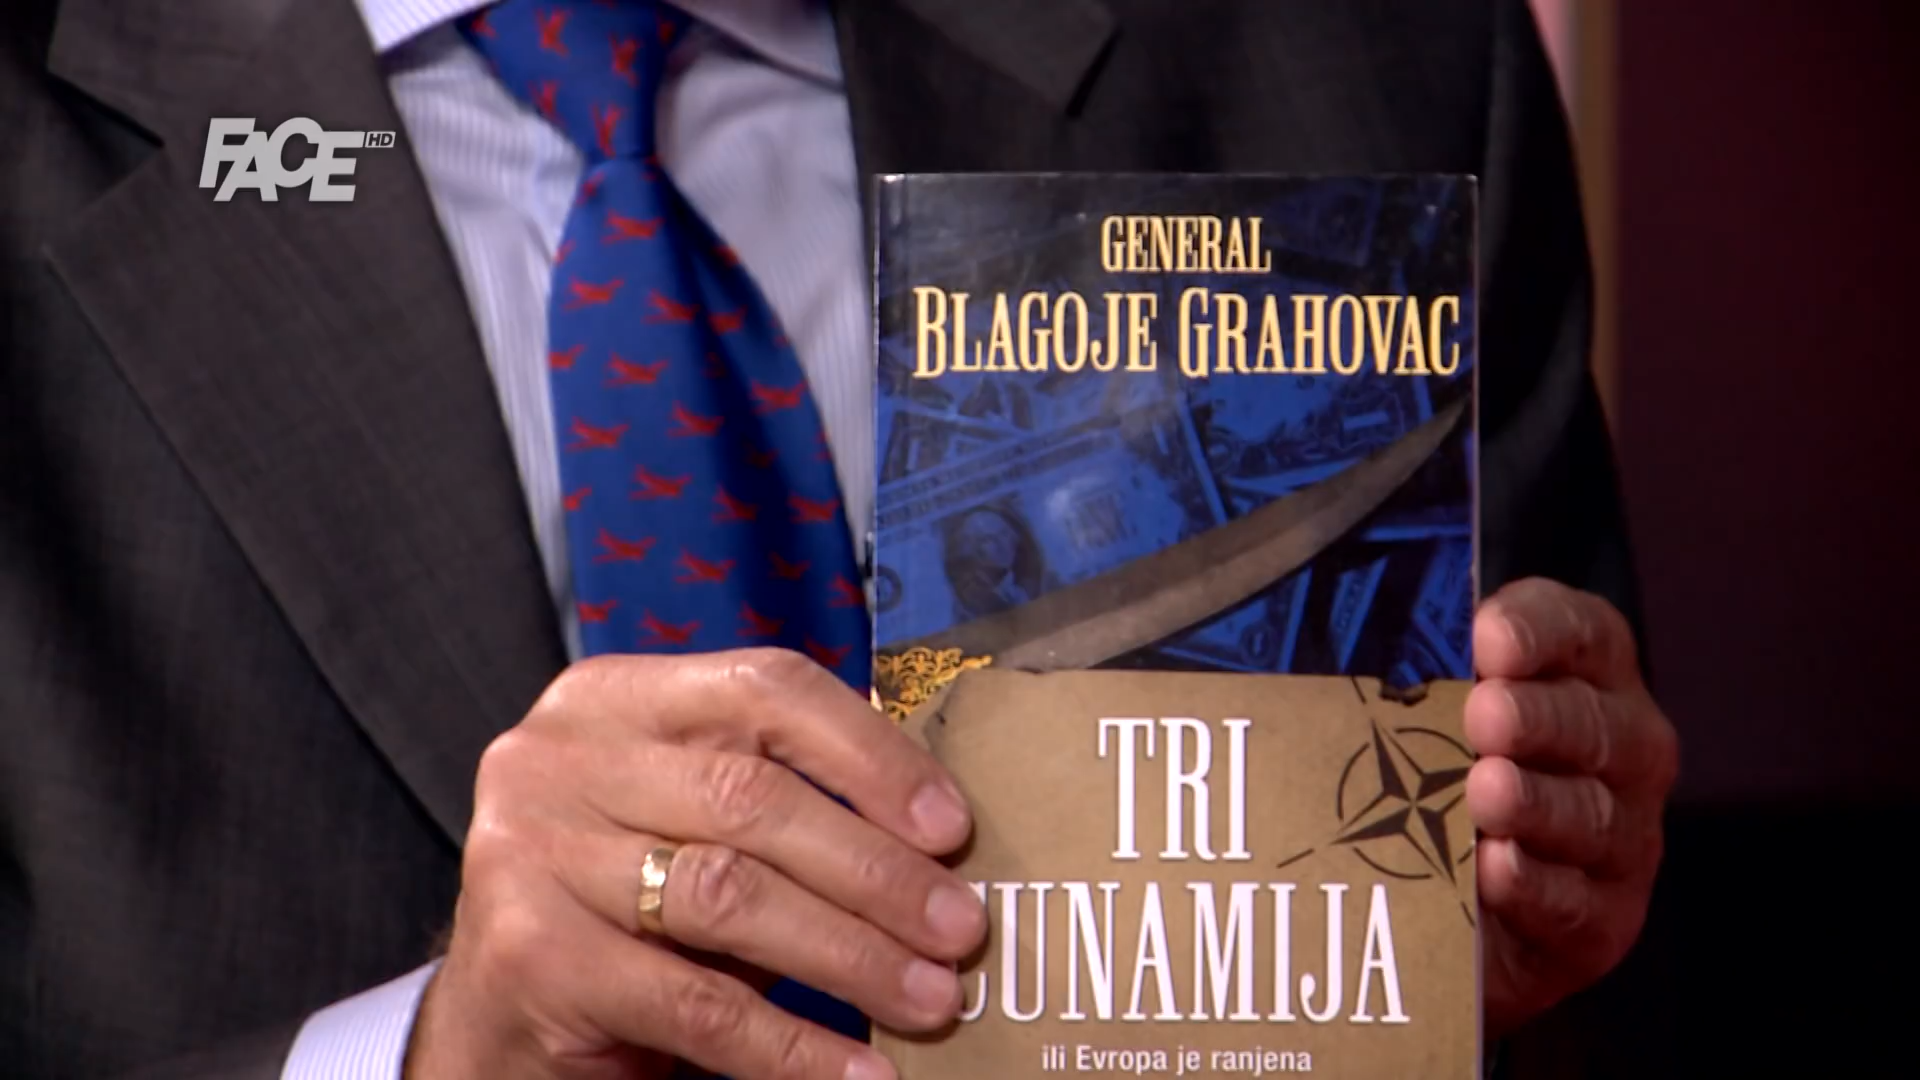 FACE HD
GENERAL
BLAGOJE GRAHOVAC
TRI
CUNAMIJA
ili Evropa je ranjena